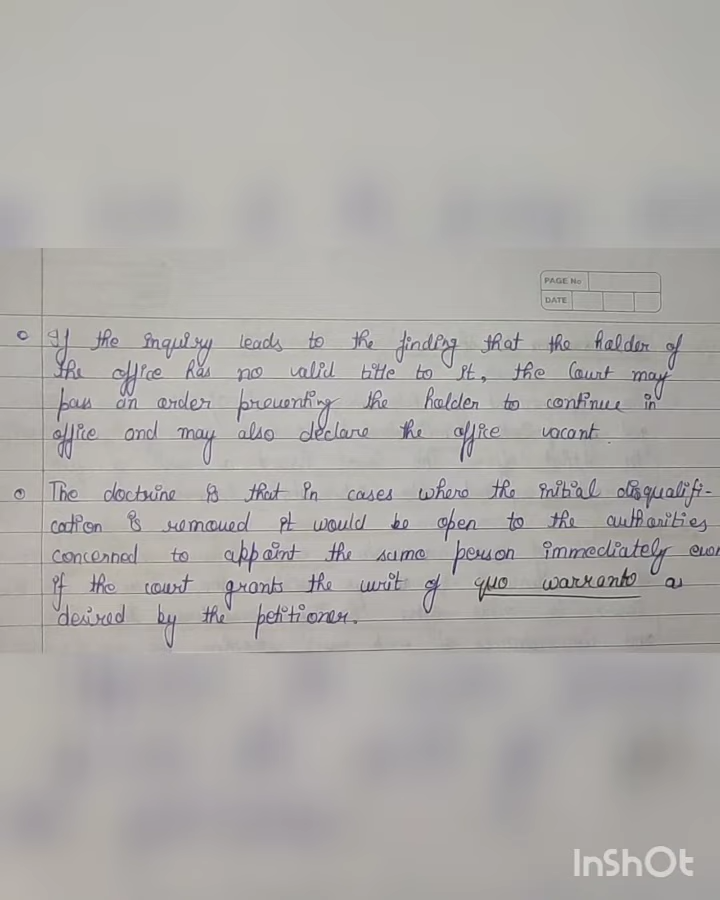 PAGE No
DATE
If the inquiry leads to the finding that the holder of
the office has no valid title to it, the Court may
pass an order preventing the holder to continue in
office and may also declare the office vacant.
The doctrine is that in cases where the initial disqualifi-
cation is removed it would be open to the authorities
concerned to appoint the same person immediately even
if the court grants the writ of quo warranto as
desired by the petitioner.
InShOt